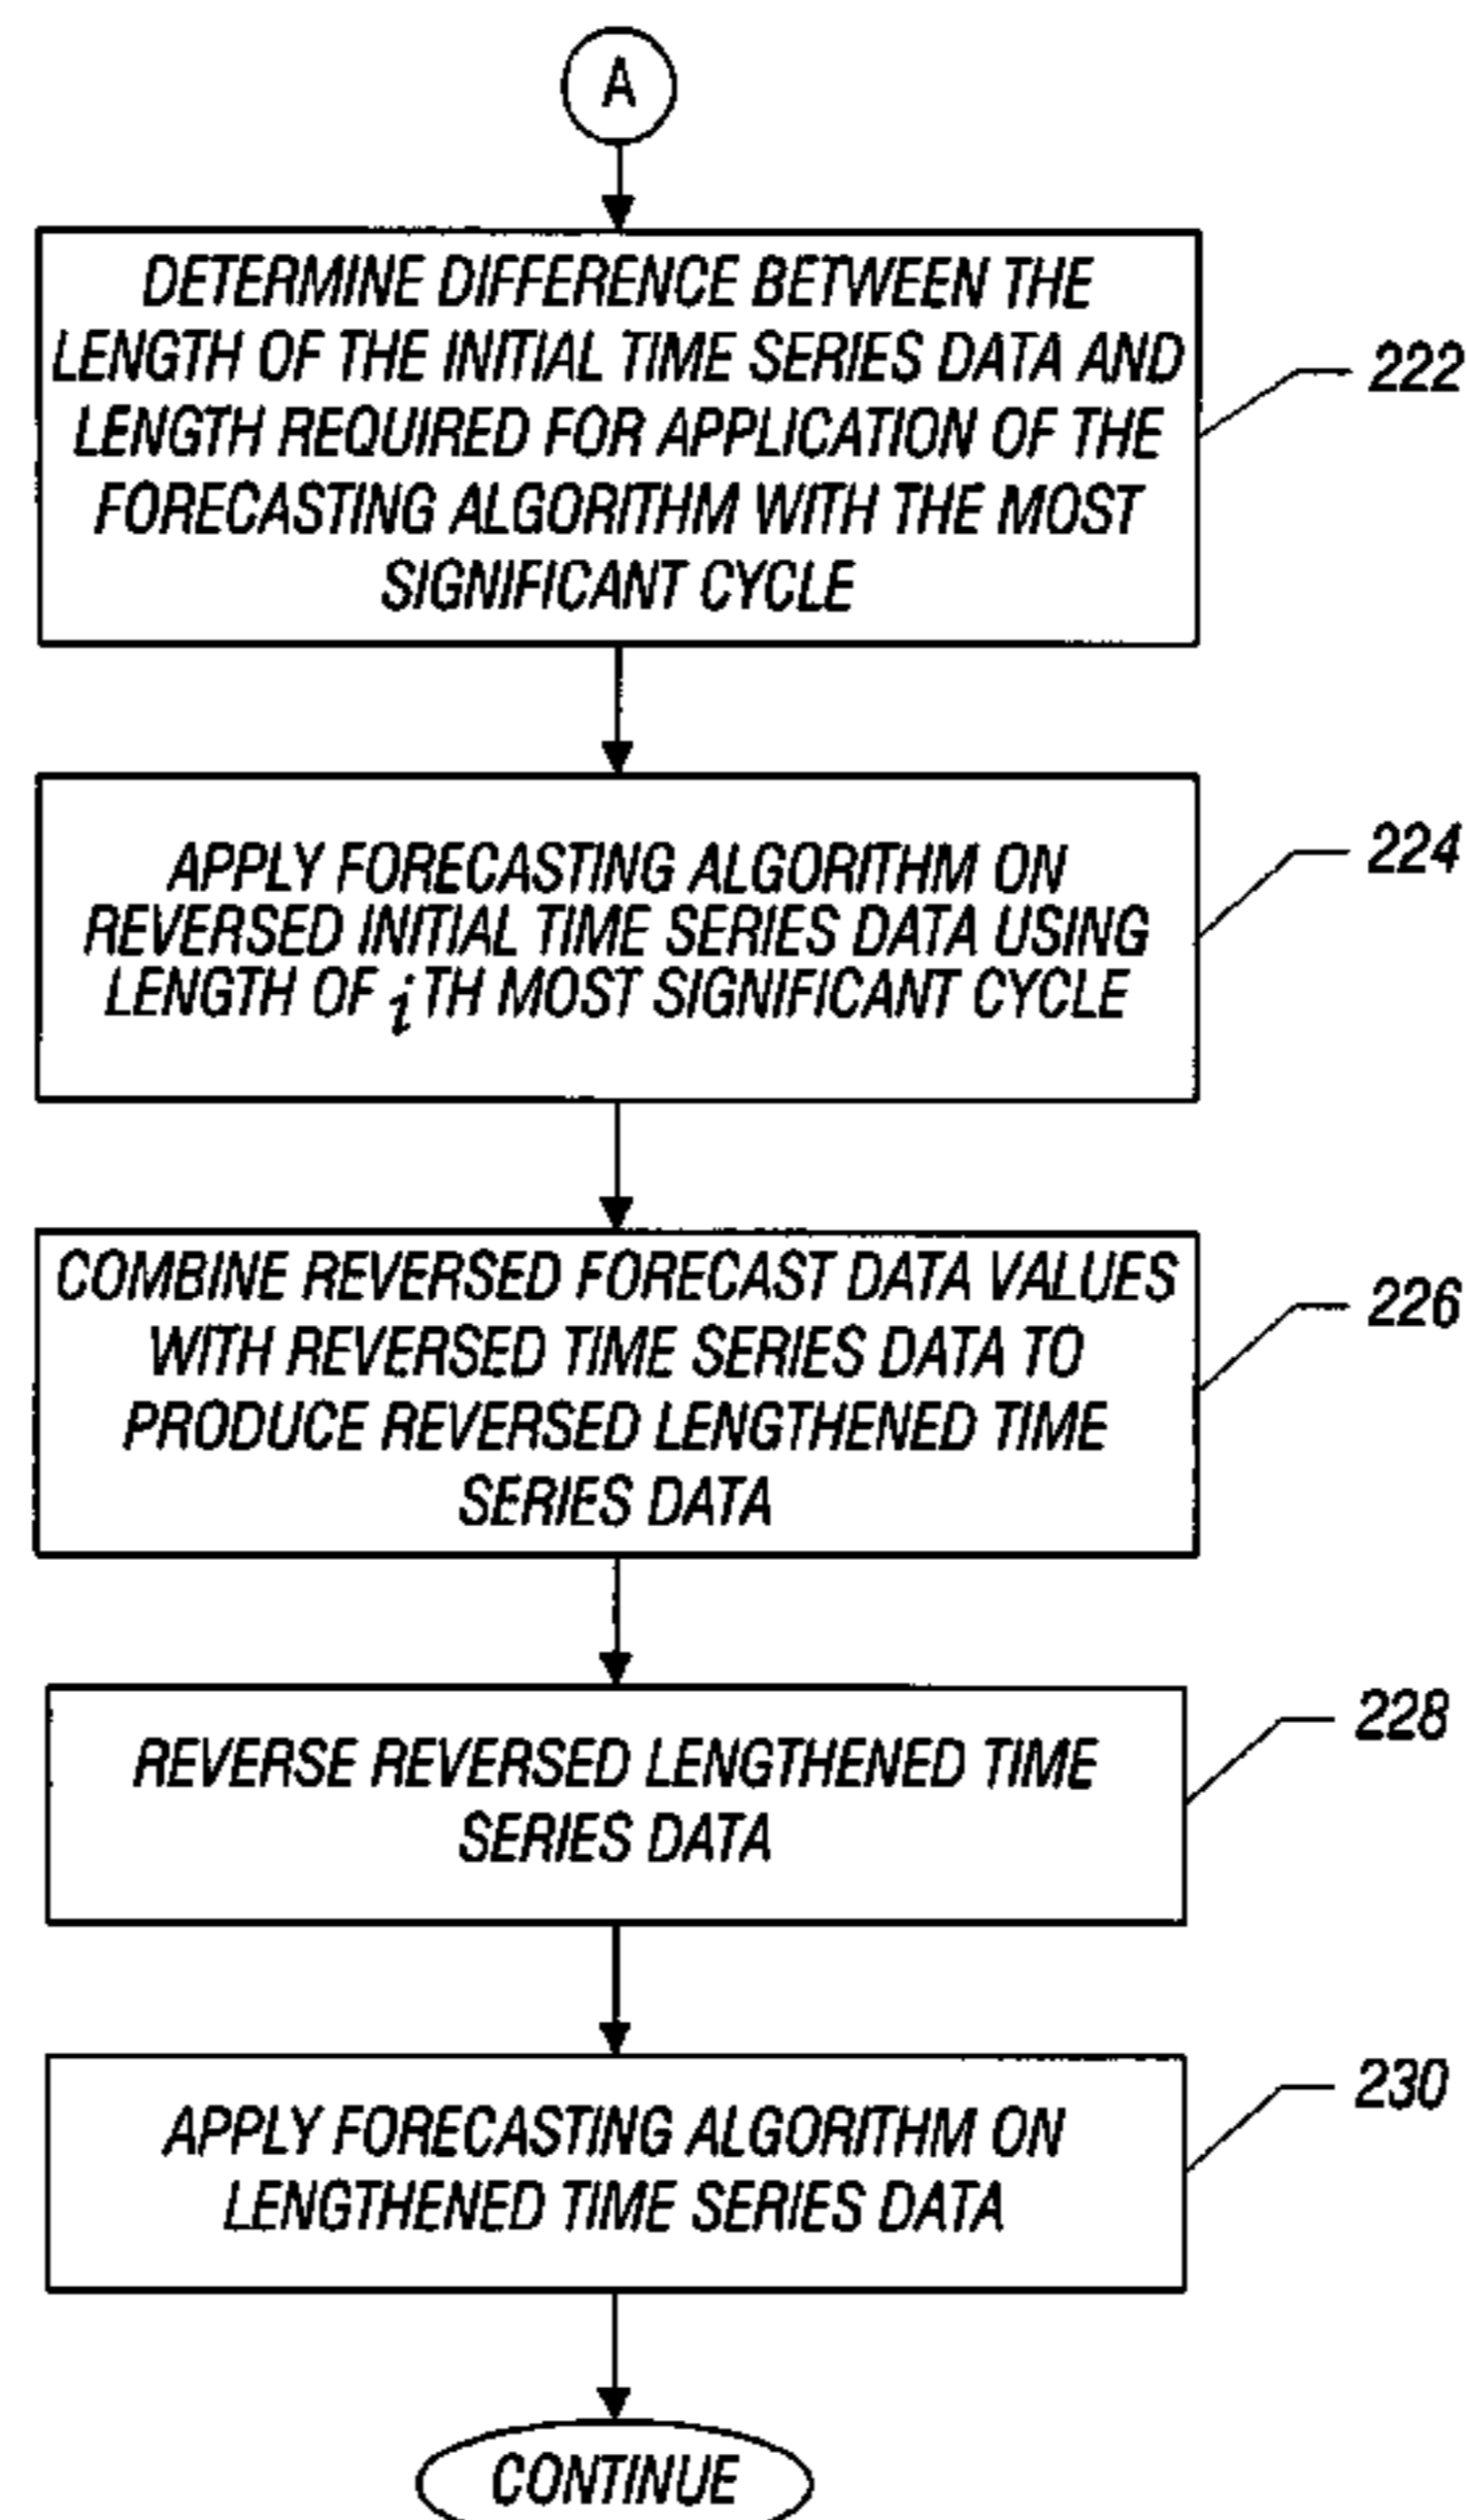 A
DETERMINE DIFFERENCE BETWEEN THE
LENGTH OF THE INITIAL TIME SERIES DATA AND
LENGTH REQUIRED FOR APPLICATION OF THE
FORECASTING ALGORITHM WITH THE MOST
SIGNIFICANT CYCLE
222
APPLY FORECASTING ALGORITHM ON
REVERSED INITIAL TIME SERIES DATA USING
LENGTH OF i TH MOST SIGNIFICANT CYCLE
224
COMBINE REVERSED FORECAST DATA VALUES
WITH REVERSED TIME SERIES DATA TO
PRODUCE REVERSED LENGTHENED TIME
SERIES DATA
226
REVERSE REVERSED LENGTHENED TIME
SERIES DATA
228
APPLY FORECASTING ALGORITHM ON
LENGTHENED TIME SERIES DATA
230
CONTINUE